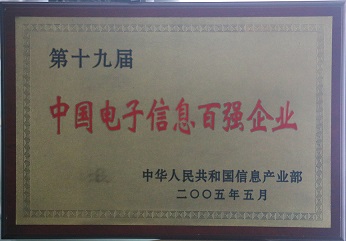 第十九届
中国电子信息百强企业
中华人民共和国信息产业部
二〇〇五年五月